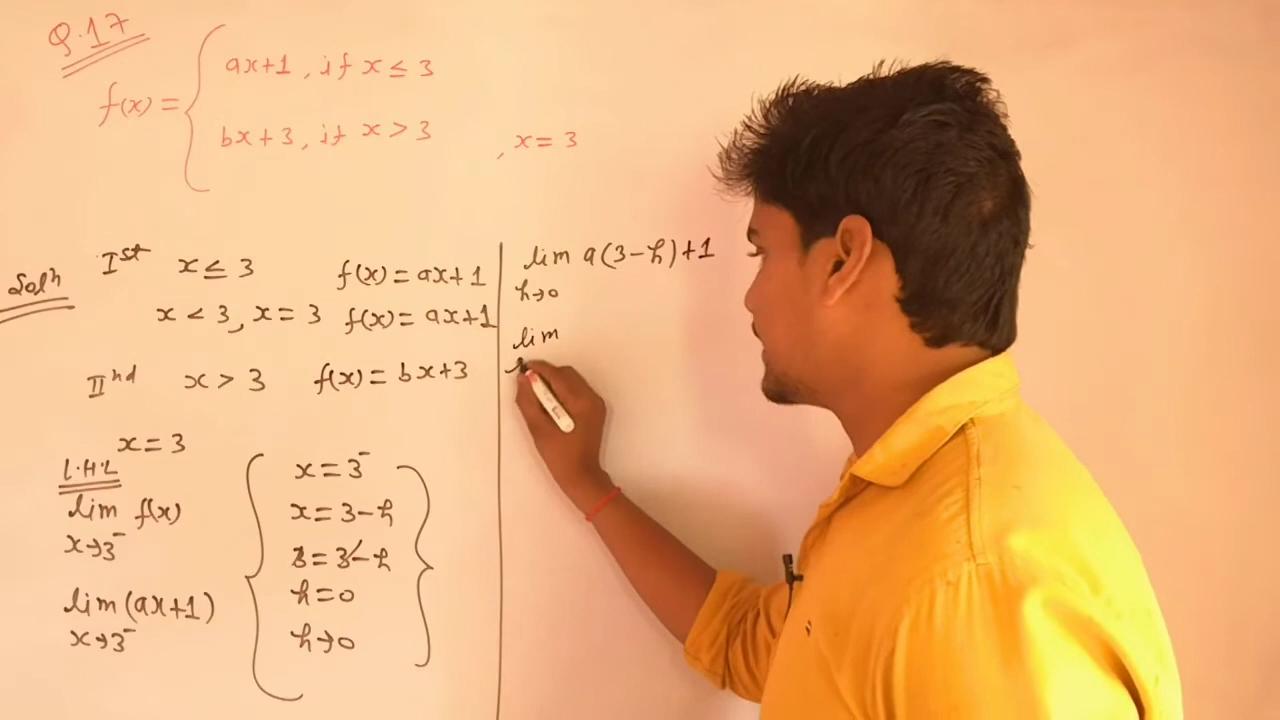 Q.17
f(x) = { ax+1 , if x ≤ 3
bx+3, if x > 3 , x = 3
Solⁿ
Iˢᵗ x ≤ 3 f(x) = ax+1
x < 3, x = 3 f(x) = ax+1
IIⁿᵈ x > 3 f(x) = bx+3
x = 3
L.H.L
lim f(x)
x→3⁻
lim (ax+1)
x→3⁻
x = 3⁻
x = 3-h
3 = 3-h
h = 0
h→0
lim a(3-h)+1
h→0
lim